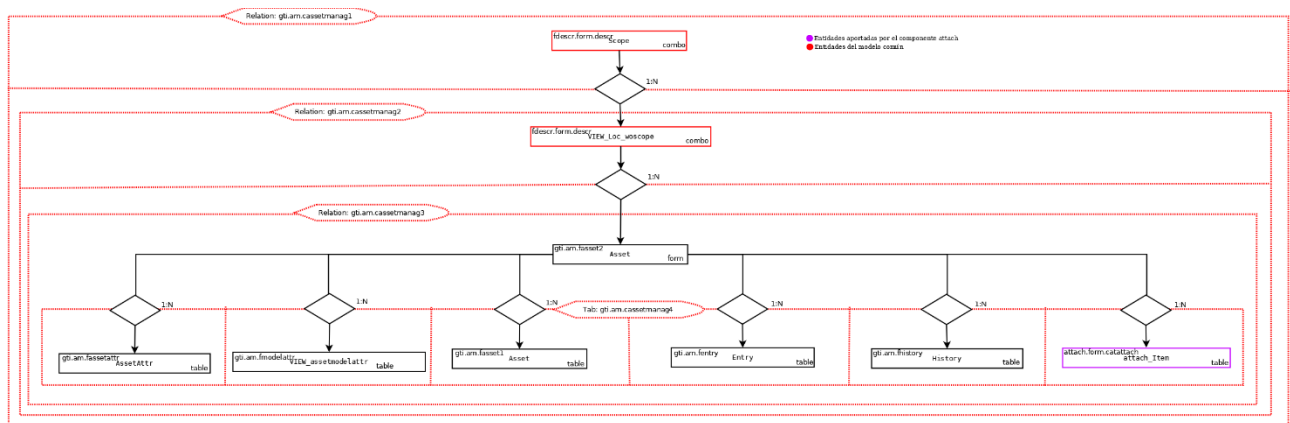 Relation: gti.am.cassetmanag1
fdescr.form.descr
Scope
combo
Entidades aportadas por el componente attach
Entidades del modelo común
1:N
Relation: gti.am.cassetmanag2
fdescr.form.descr
VIEW_Loc_woscope
combo
1:N
Relation: gti.am.cassetmanag3
gti.am.fasset2
Asset
form
1:N
1:N
1:N
Tab: gti.am.cassetmanag4
1:N
1:N
1:N
gti.am.fassetattr
AssetAttr
table
gti.am.fmodelattr
VIEW_assetmodelattr
table
gti.am.fasset1
Asset
table
gti.am.fentry
Entry
table
gti.am.fhistory
History
table
attach.form.catattach
attach_Item
table